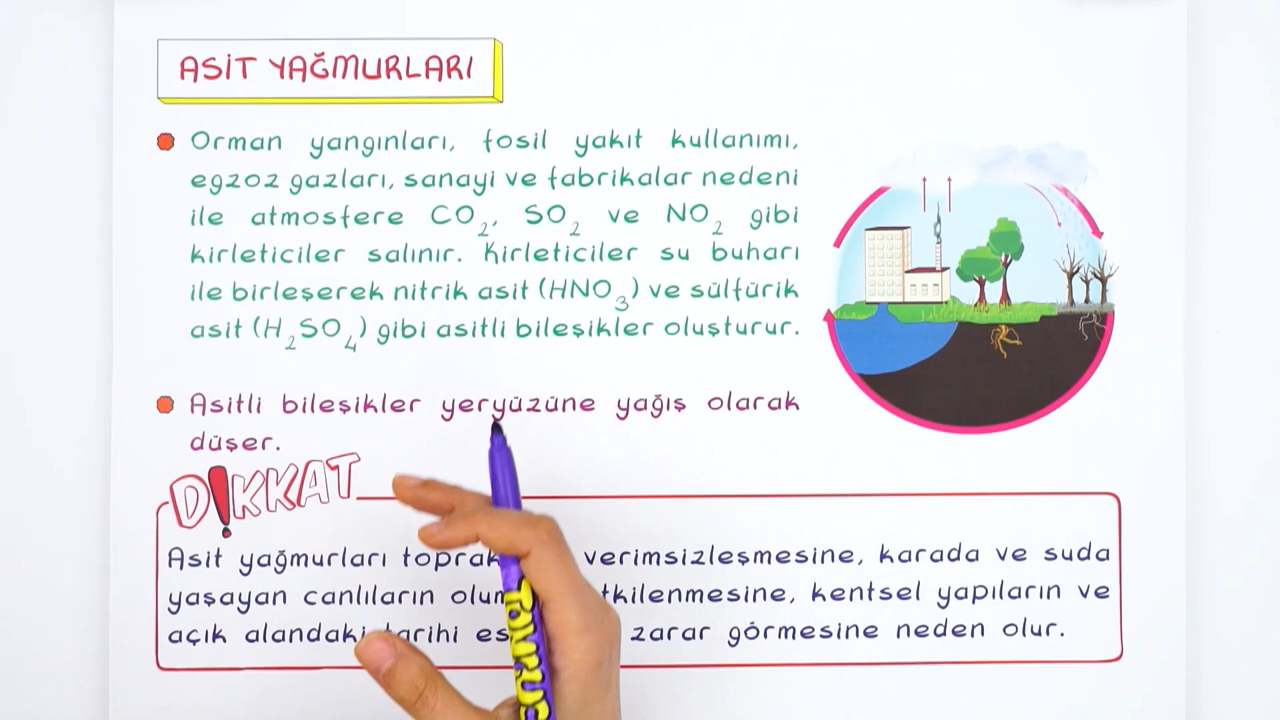 ASİT YAĞMURLARI
Orman yangınları, fosil yakıt kullanımı,
egzoz gazları, sanayi ve fabrikalar nedeni
ile atmosfere CO₂, SO₂ ve NO₂ gibi
kirleticiler salınır. Kirleticiler su buharı
ile birleşerek nitrik asit (HNO₃) ve sülfürik
asit (H₂SO₄) gibi asitli bileşikler oluşturur.
Asitli bileşikler yeryüzüne yağış olarak
düşer.
DİKKAT
Asit yağmurları toprak verimsizleşmesine, karada ve suda
yaşayan canlıların tkilenmesine, kentsel yapıların ve
açık alandaki tarihi zarar görmesine neden olur.